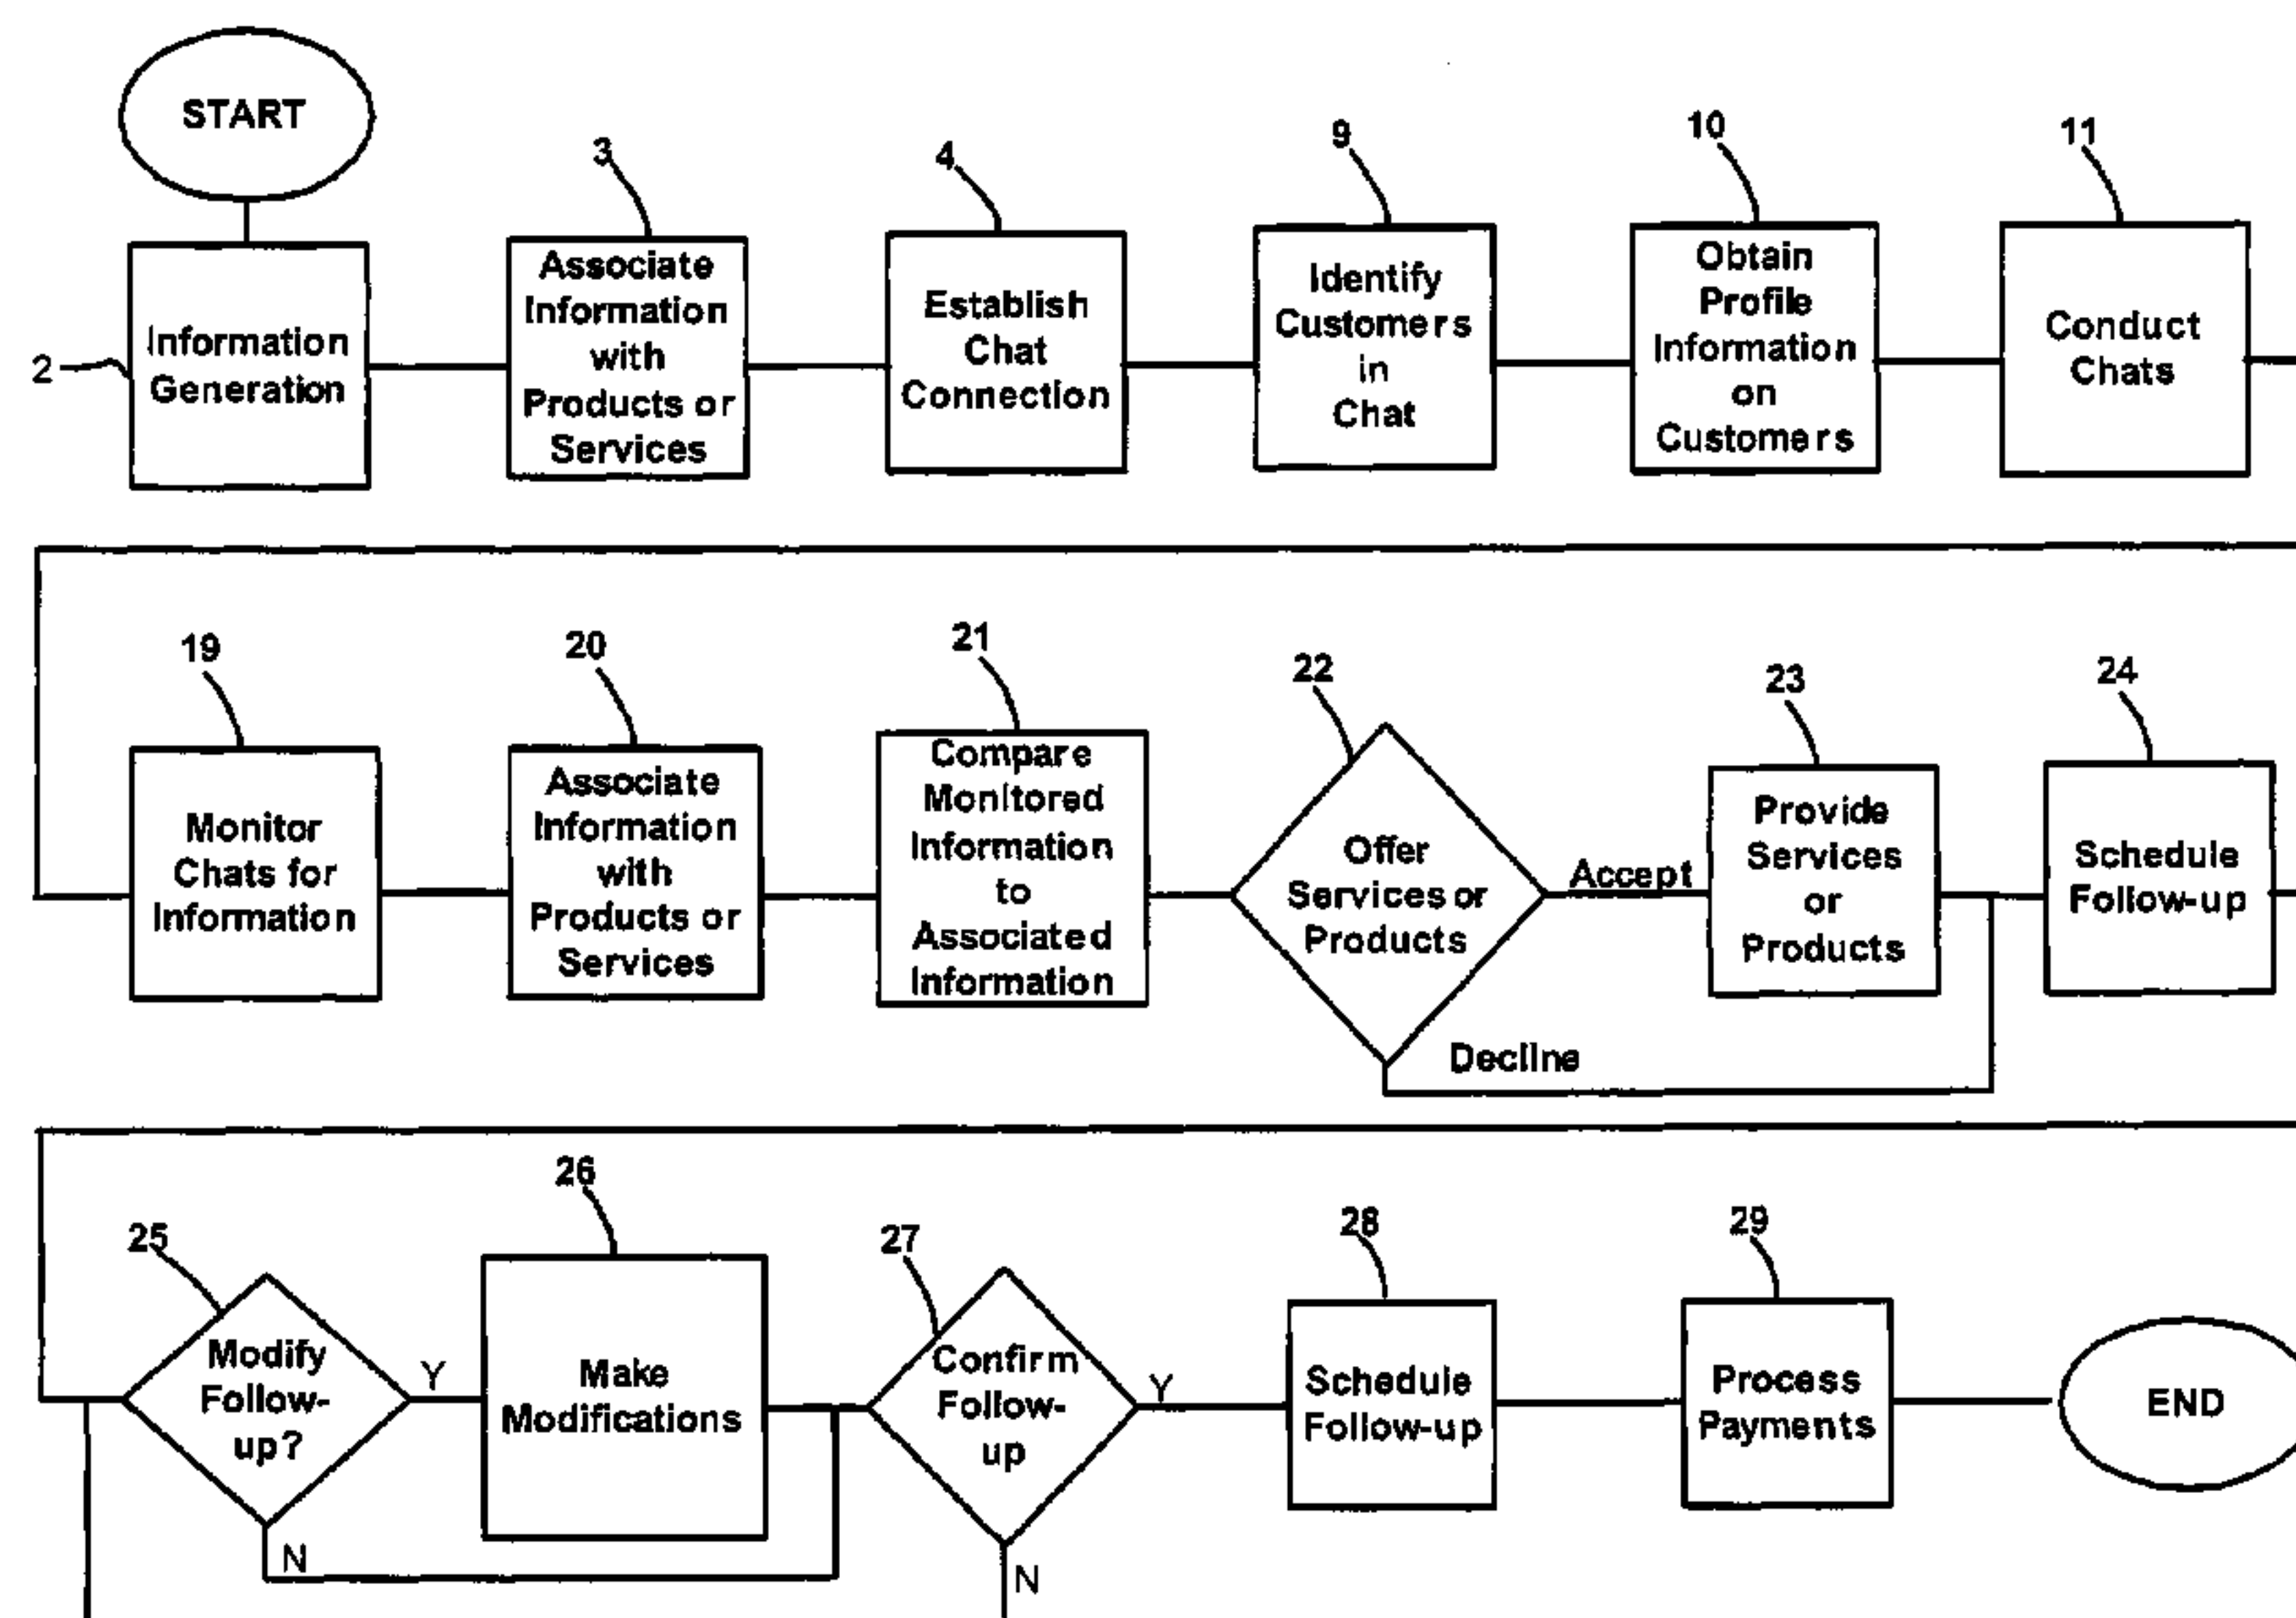 START
3
4
9
10
11
2
Information
Generation
Associate
Information
with
Products or
Services
Establish
Chat
Connection
Identify
Customers
in
Chat
Obtain
Profile
Information
on
Customers
Conduct
Chats
19
20
21
22
23
24
Monitor
Chats for
Information
Associate
Information
with
Products or
Services
Compare
Monitored
Information
to
Associated
Information
Offer
Services or
Products
Accept
Decline
Provide
Services
or
Products
Schedule
Follow-up
25
26
27
28
29
Modify
Follow-
up?
Y
N
Make
Modifications
Confirm
Follow-
up
Y
N
Schedule
Follow-up
Process
Payments
END